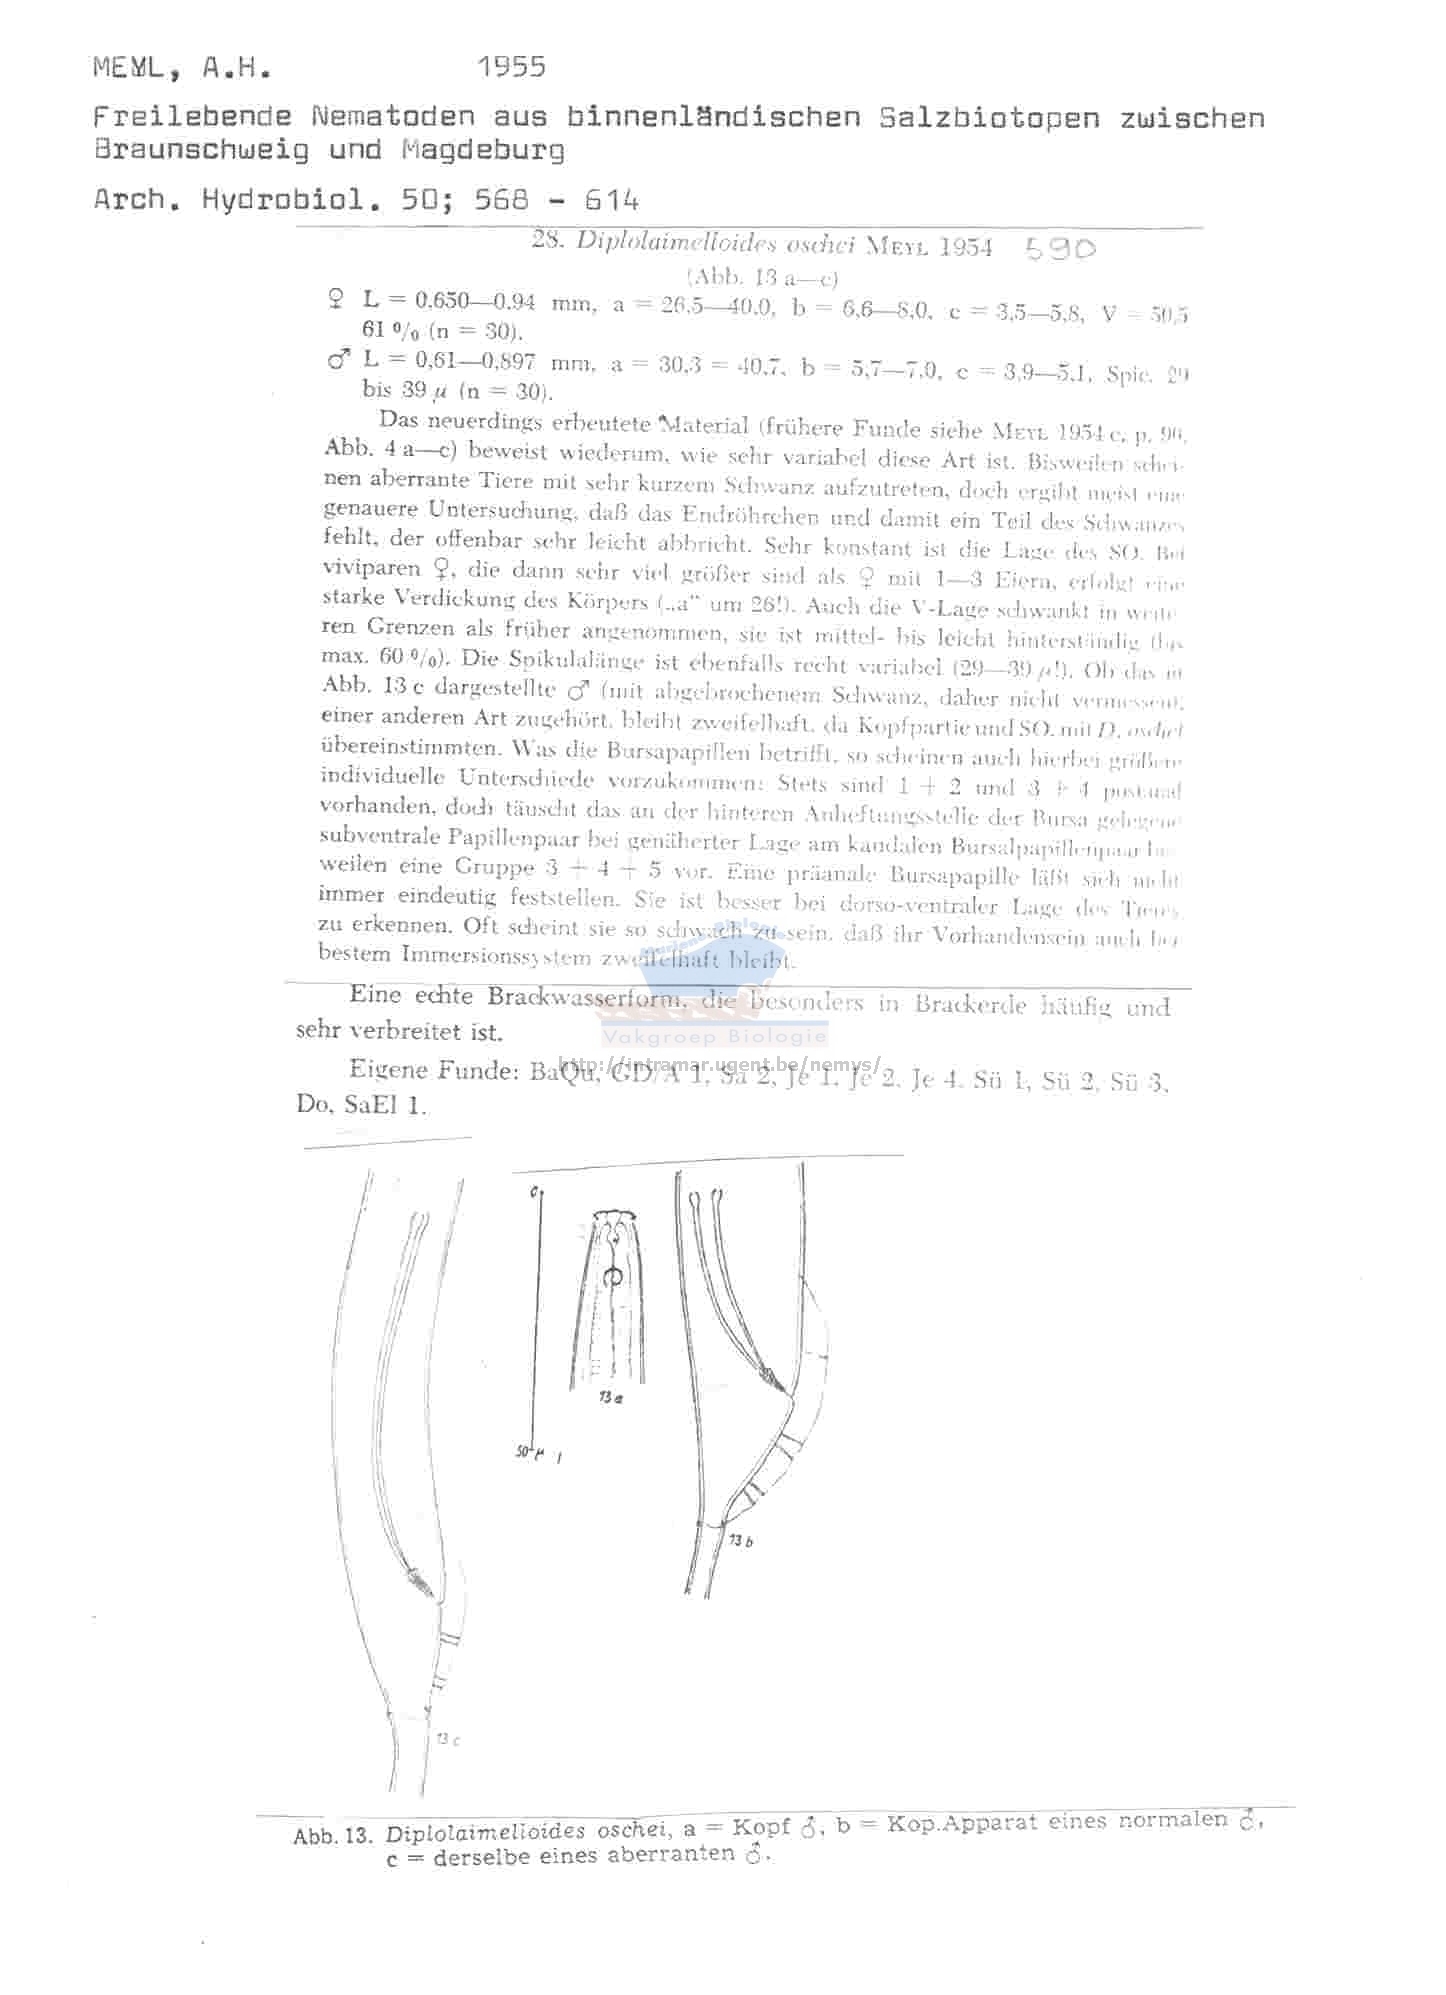 MEYL, A.H. 1955
Freilebende Nematoden aus binnenländischen Salzbiotopen zwischen
Braunschweig und Magdeburg
Arch. Hydrobiol. 50; 568 - 614
28. Diplolaimelloides oschei MEYL 1954 590
(Abb. 13 a—c)
♀ L = 0,650—0,94 mm, a = 26,5—40,0, b = 6,6—8,0, c = 3,5—5,8, V = 50,5
61 % (n = 30).
♂ L = 0,61—0,897 mm, a = 30,3 = 40,7, b = 5,7—7,0, c = 3,9—5,1, Spic. 29
bis 39 µ (n = 30).
Das neuerdings erbeutete Material (frühere Funde siehe MEYL 1954 c, p. 90,
Abb. 4 a—c) beweist wiederum, wie sehr variabel diese Art ist. Bisweilen schei-
nen aberrante Tiere mit sehr kurzem Schwanz aufzutreten, doch ergibt meist eine
genauere Untersuchung, daß das Endröhrchen und damit ein Teil des Schwanzes
fehlt, der offenbar sehr leicht abbricht. Sehr konstant ist die Lage des SO. Bei
viviparen ♀, die dann sehr viel größer sind als ♀ mit 1—3 Eiern, erfolgt eine
starke Verdickung des Körpers („a“ um 26!). Auch die V-Lage schwankt in weite-
ren Grenzen als früher angenommen, sie ist mittel- bis leicht hinterständig (bis
max. 60 %). Die Spikulalänge ist ebenfalls recht variabel (29—39 µ!). Ob das in
Abb. 13 c dargestellte ♂ (mit abgebrochenem Schwanz, daher nicht vermessen),
einer anderen Art zugehört, bleibt zweifelhaft, da Kopfpartie und SO. mit D. oschei
übereinstimmten. Was die Bursapapillen betrifft, so scheinen auch hierbei größere
individuelle Unterschiede vorzukommen: Stets sind 1 + 2 und 3 + 4 postanal
vorhanden, doch täuscht das an der hinteren Anheftungsstelle der Bursa gelegene
subventrale Papillenpaar bei genäherter Lage am kaudalen Bursalpapillenpaar bis-
weilen eine Gruppe 3 + 4 + 5 vor. Eine präanale Bursapapille läßt sich nicht
immer eindeutig feststellen. Sie ist besser bei dorso-ventraler Lage des Tieres
zu erkennen. Oft scheint sie so schwach zu sein, daß ihr Vorhandensein auch bei
bestem Immersionssystem zweifelhaft bleibt.
Mariene Biologie
Eine echte Brackwasserform, die besonders in Brackerde häufig und
sehr verbreitet ist.
Vakgroep Biologie
http://intramar.ugent.be/nemys/
Eigene Funde: BaQu, GD/A 1, Sa 2, Je 1, Je 2, Je 4, Sü 1, Sü 2, Sü 3,
Do, SaEl 1.
0
13 a
50 µ
13 b
13 c
Abb. 13. Diplolaimelloides oschei, a = Kopf ♂, b = Kop.Apparat eines normalen ♂,
c = derselbe eines aberranten ♂.